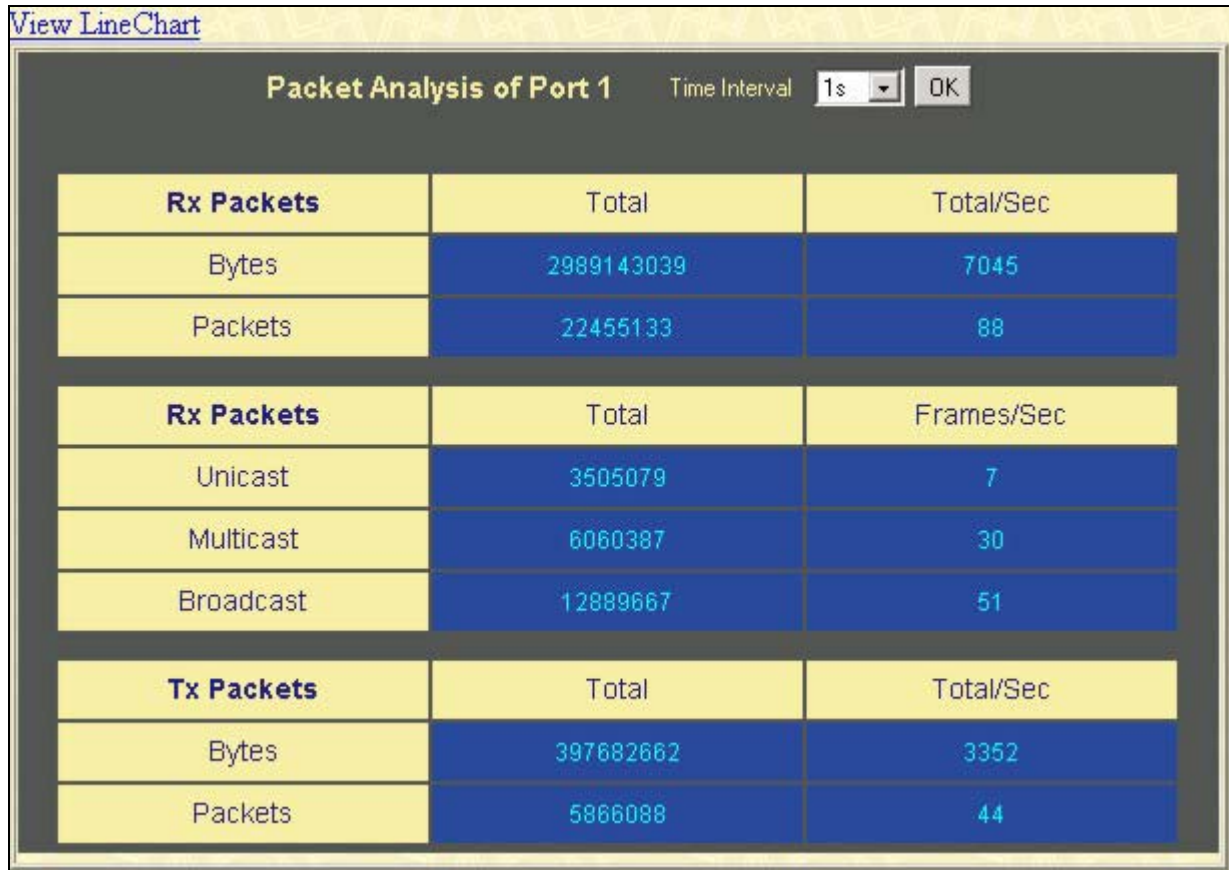 View LineChart
Packet Analysis of Port 1 Time Interval 1s OK
Rx Packets Total Total/Sec
Bytes 2989143039 7045
Packets 22455133 88
Rx Packets Total Frames/Sec
Unicast 3505079 7
Multicast 6060387 30
Broadcast 12889667 51
Tx Packets Total Total/Sec
Bytes 397682662 3352
Packets 5866088 44